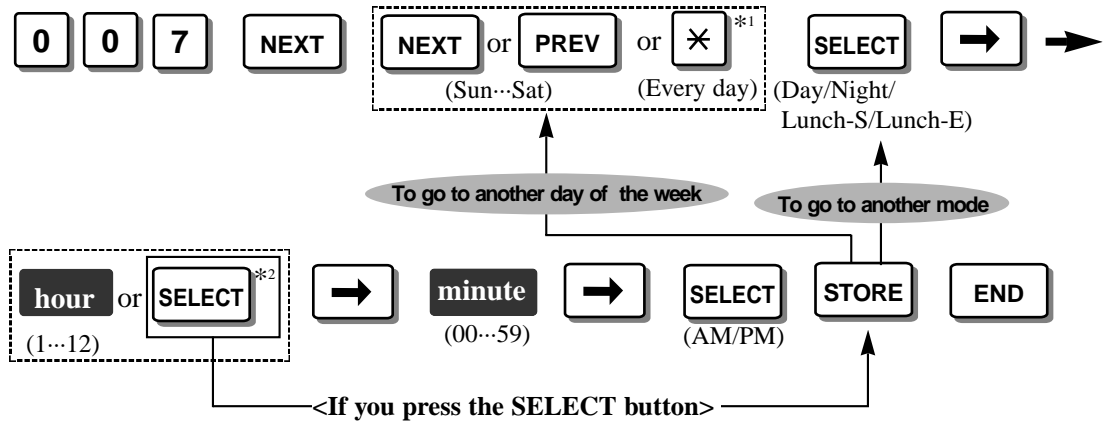 0 0 7 NEXT NEXT or PREV or ✕ *1 SELECT
(Sun···Sat) (Every day) (Day/Night/
Lunch-S/Lunch-E)
To go to another day of the week To go to another mode
hour or SELECT *2 minute SELECT STORE END
(1···12) (00···59) (AM/PM)
<If you press the SELECT button>